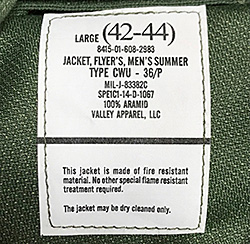 LARGE (42-44)
8415-01-608-2983
JACKET, FLYER'S, MEN'S SUMMER
TYPE CWU - 36/P
MIL-J-83382C
SPE1C1-14-D-1067
100% ARAMID
VALLEY APPAREL, LLC
This jacket is made of fire resistant
material. No other special flame resistant
treatment required.
The jacket may be dry cleaned only.